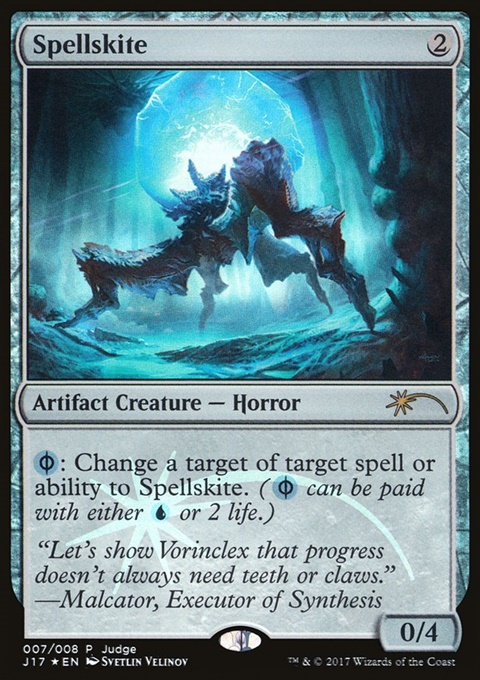 Spellskite 2
Artifact Creature — Horror
ϕ: Change a target of target spell or
ability to Spellskite. (ϕ can be paid
with either or 2 life.)
“Let’s show Vorinclex that progress
doesn’t always need teeth or claws.”
—Malcator, Executor of Synthesis
0/4
007/008 P Judge
J17 ★ EN Svetlin Velinov
™ & © 2017 Wizards of the Coast